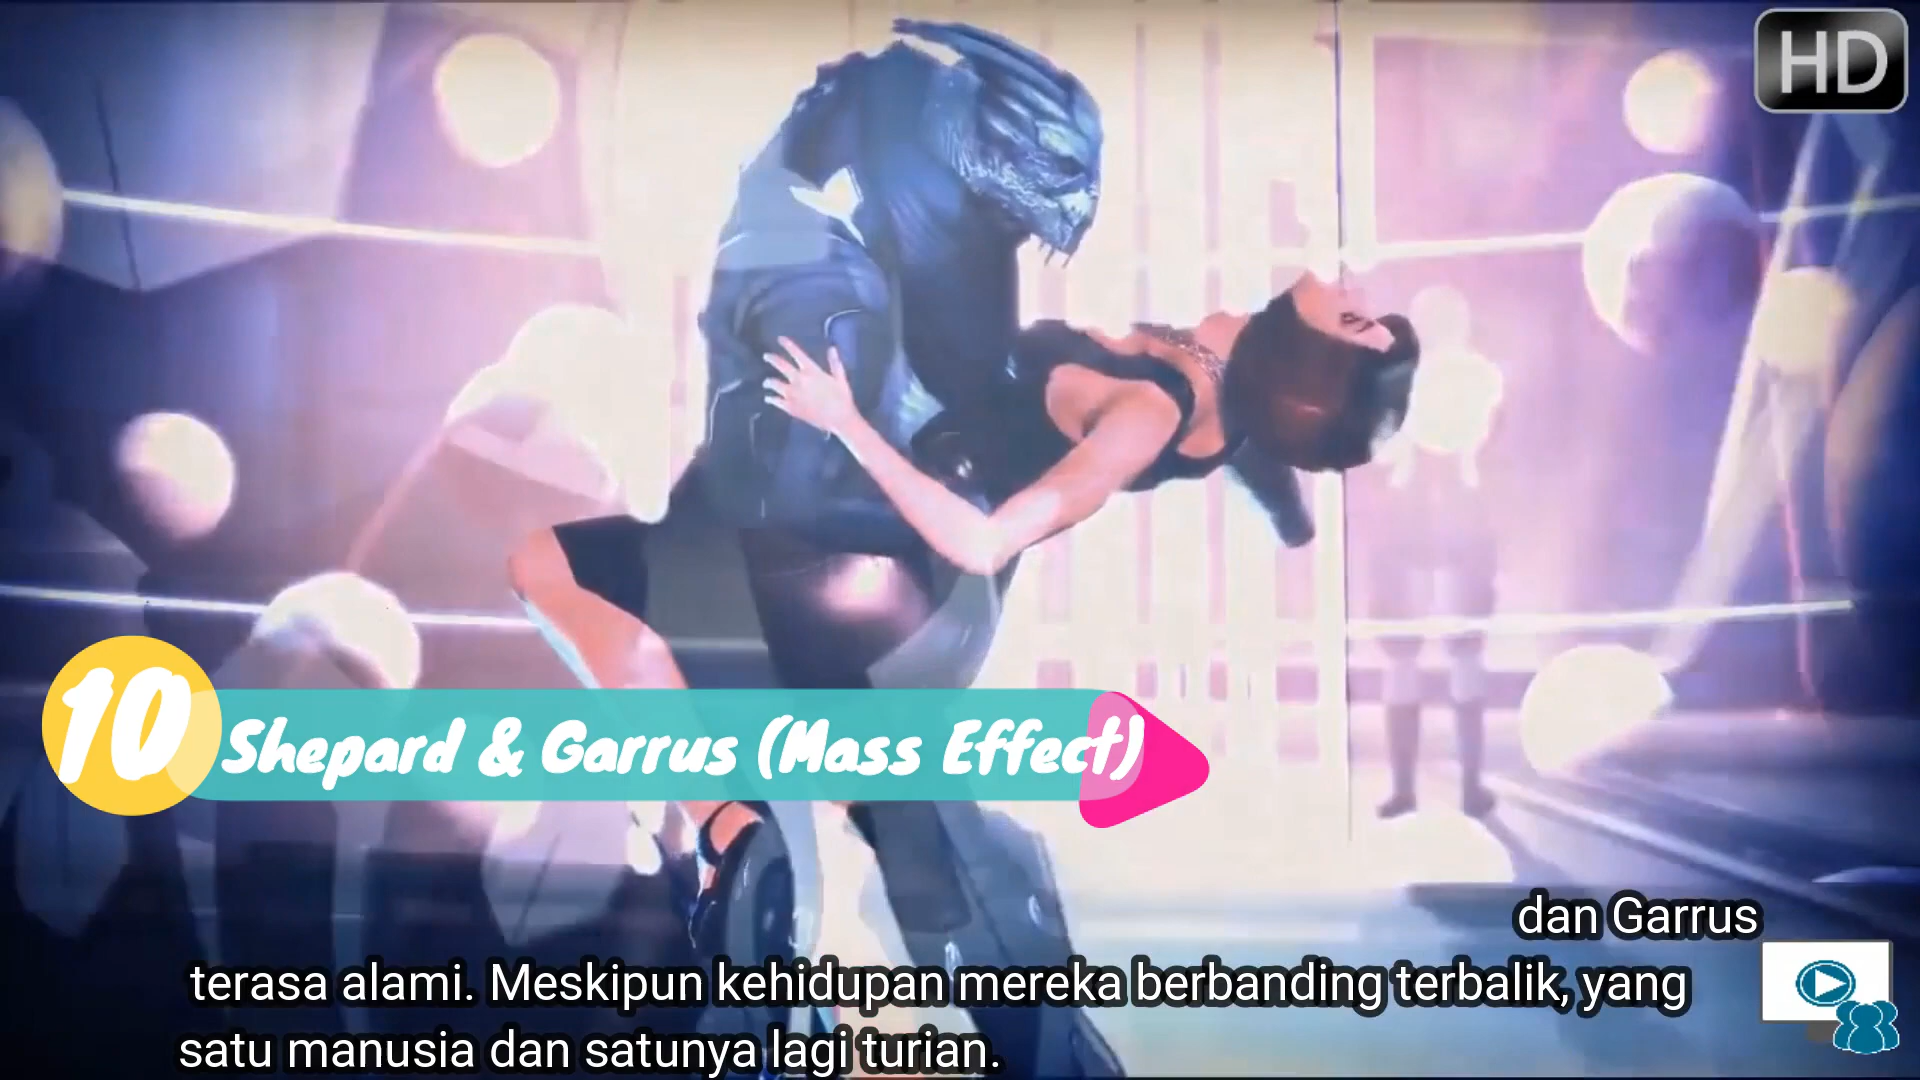 HD
10
Shepard & Garrus (Mass Effect)
dan Garrus
terasa alami. Meskipun kehidupan mereka berbanding terbalik, yang
satu manusia dan satunya lagi turian.